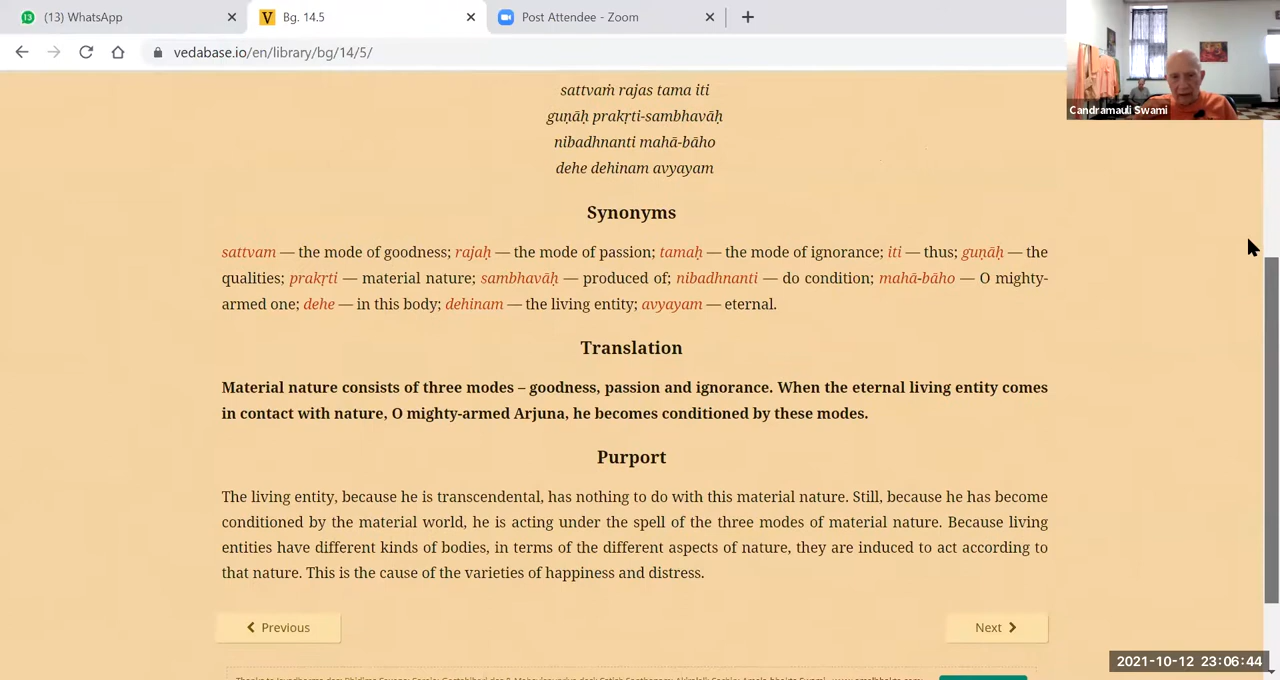 (13) WhatsApp
Bg. 14.5
Post Attendee - Zoom
vedabase.io/en/library/bg/14/5/
Candramauli Swami
sattvaṁ rajas tama iti
guṇāḥ prakṛti-sambhavāḥ
nibadhnanti mahā-bāho
dehe dehinam avyayam
Synonyms
sattvam — the mode of goodness; rajaḥ — the mode of passion; tamaḥ — the mode of ignorance; iti — thus; guṇāḥ — the
qualities; prakṛti — material nature; sambhavāḥ — produced of; nibadhnanti — do condition; mahā-bāho — O mighty-
armed one; dehe — in this body; dehinam — the living entity; avyayam — eternal.
Translation
Material nature consists of three modes – goodness, passion and ignorance. When the eternal living entity comes
in contact with nature, O mighty-armed Arjuna, he becomes conditioned by these modes.
Purport
The living entity, because he is transcendental, has nothing to do with this material nature. Still, because he has become
conditioned by the material world, he is acting under the spell of the three modes of material nature. Because living
entities have different kinds of bodies, in terms of the different aspects of nature, they are induced to act according to
that nature. This is the cause of the varieties of happiness and distress.
Previous
Next
2021-10-12 23:06:44